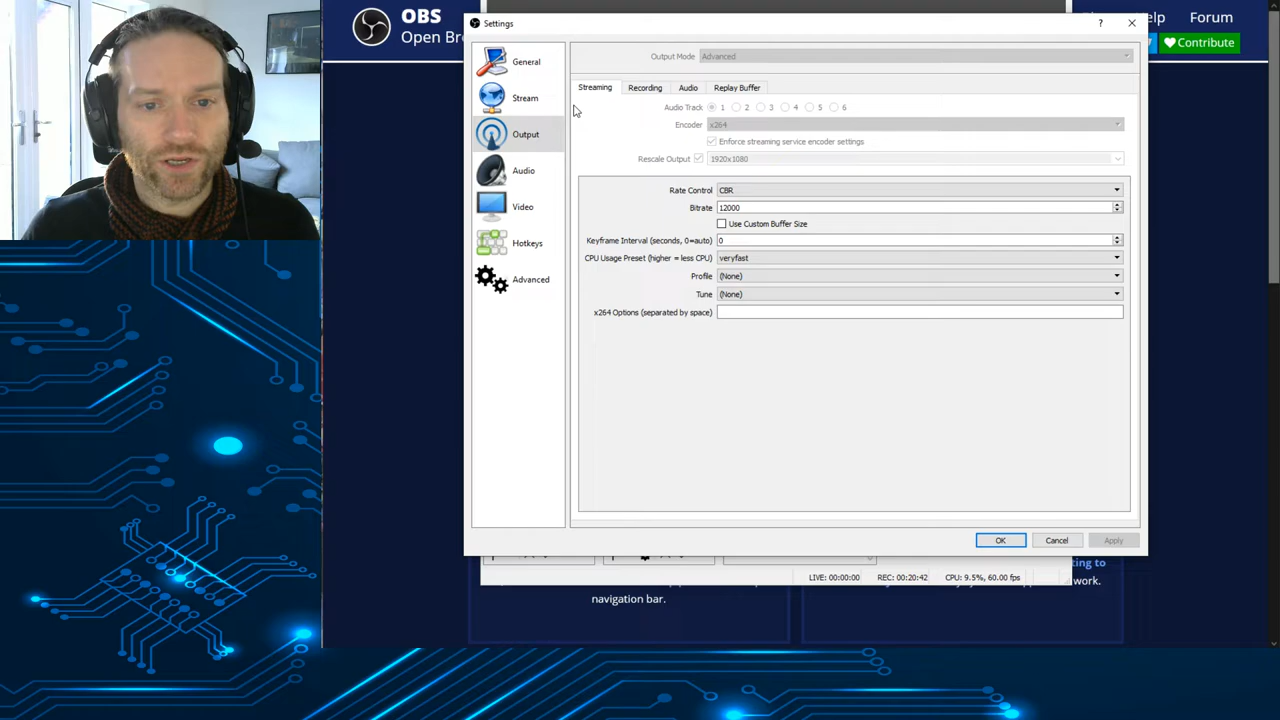 OBS
Open Bro
Help
Forum
Contribute
Settings
?
General
Stream
Output
Audio
Video
Hotkeys
Advanced
Output Mode Advanced
Streaming Recording Audio Replay Buffer
Audio Track 1 2 3 4 5 6
Encoder x264
Enforce streaming service encoder settings
Rescale Output 1920x1080
Rate Control CBR
Bitrate 12000
Use Custom Buffer Size
Keyframe Interval (seconds, 0=auto) 0
CPU Usage Preset (higher = less CPU) veryfast
Profile (None)
Tune (None)
x264 Options (separated by space)
OK Cancel Apply
LIVE: 00:00:00 REC: 00:20:42 CPU: 9.5%, 60.00 fps
ting to
work.
navigation bar.